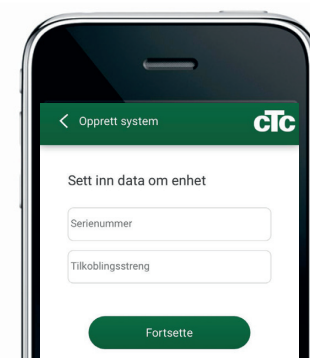 Opprett system
CTC
Sett inn data om enhet
Serienummer
Tilkoblingsstreng
Fortsette